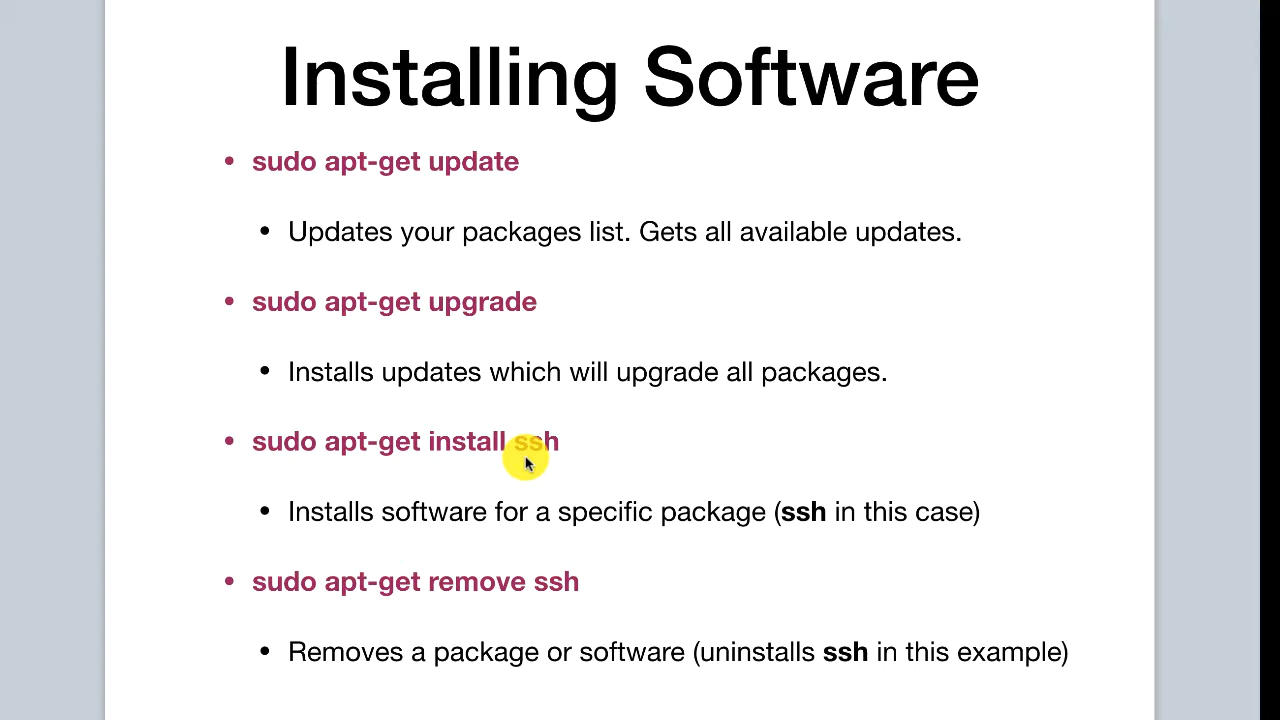 Installing Software
• sudo apt-get update
• Updates your packages list. Gets all available updates.
• sudo apt-get upgrade
• Installs updates which will upgrade all packages.
• sudo apt-get install ssh
• Installs software for a specific package (ssh in this case)
• sudo apt-get remove ssh
• Removes a package or software (uninstalls ssh in this example)